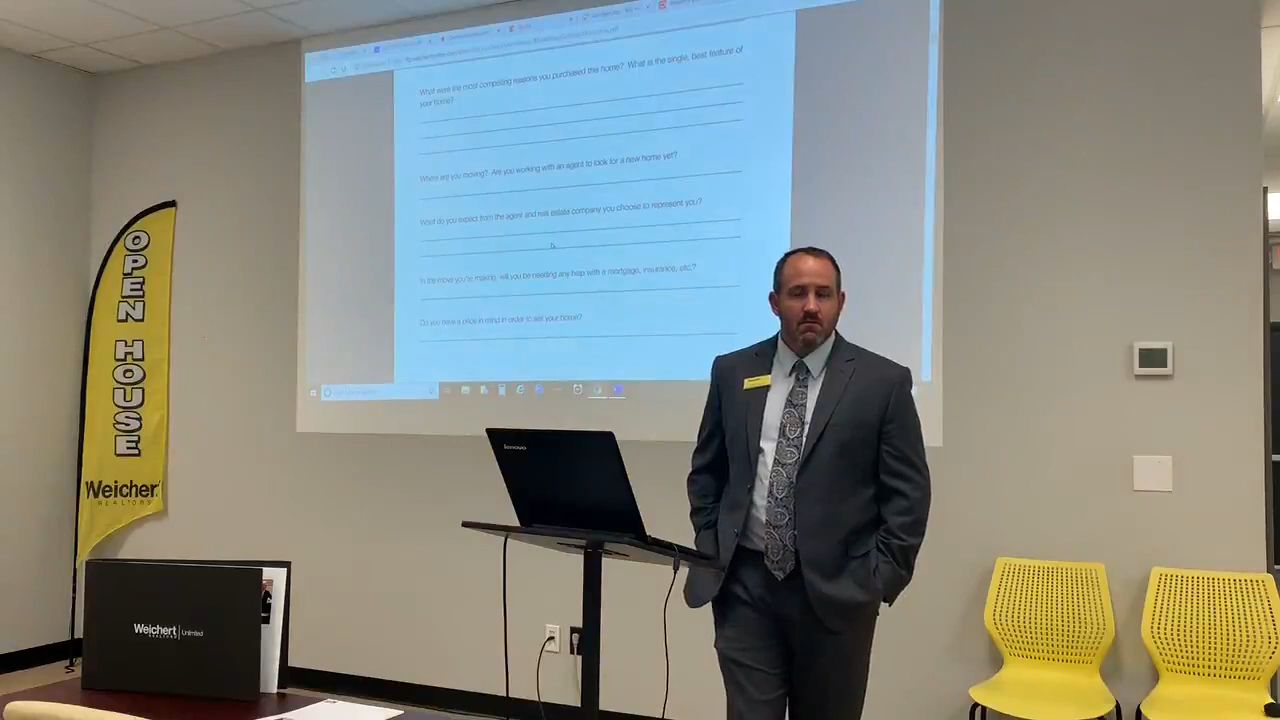 What were the most compelling reasons you purchased this home? What is the single, best feature of
your home?
Where are you moving? Are you working with an agent to look for a new home yet?
What do you expect from the agent and real estate company you choose to represent you?
In the move you're making, will you be needing any help with a mortgage, insurance, etc.?
Do you have a price in mind in order to sell your home?
OPEN HOUSE
Weichert
REALTORS
lenovo
Weichert
REALTORS
Unlimited